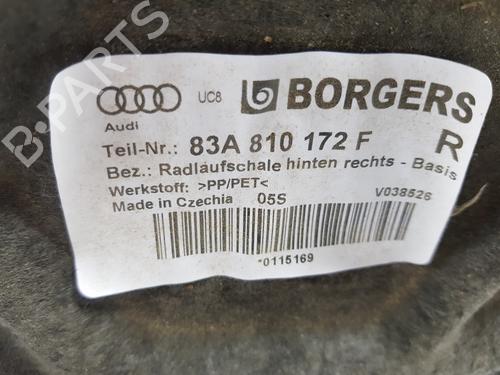 UC8 BORGERS
Audi
Teil-Nr.: 83A 810 172 F R
Bez.: Radlaufschale hinten rechts - Basis
Werkstoff: >PP/PET< V038526
Made in Czechia 05S
*0115169
B-PARTS